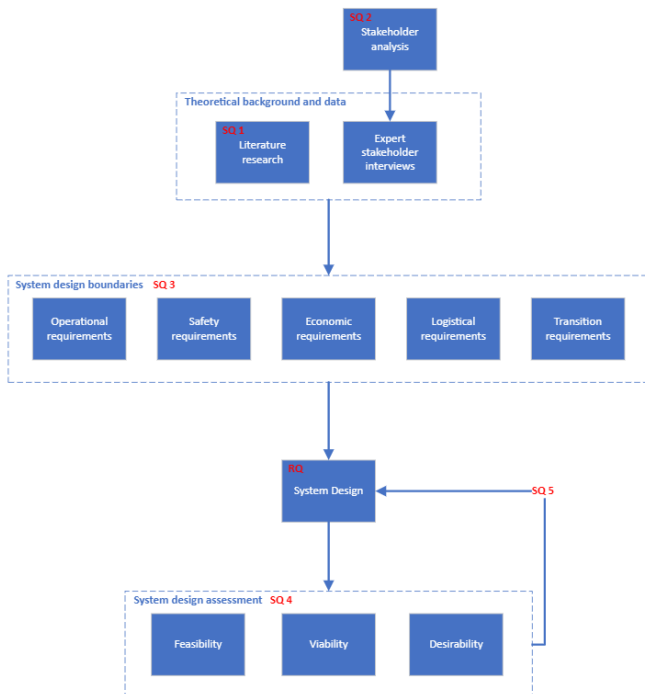 SQ 2
Stakeholder
analysis
Theoretical background and data
SQ 1
Literature
research
Expert
stakeholder
interviews
System design boundaries SQ 3
Operational
requirements
Safety
requirements
Economic
requirements
Logistical
requirements
Transition
requirements
RQ
System Design
SQ 5
System design assessment SQ 4
Feasibility
Viability
Desirability